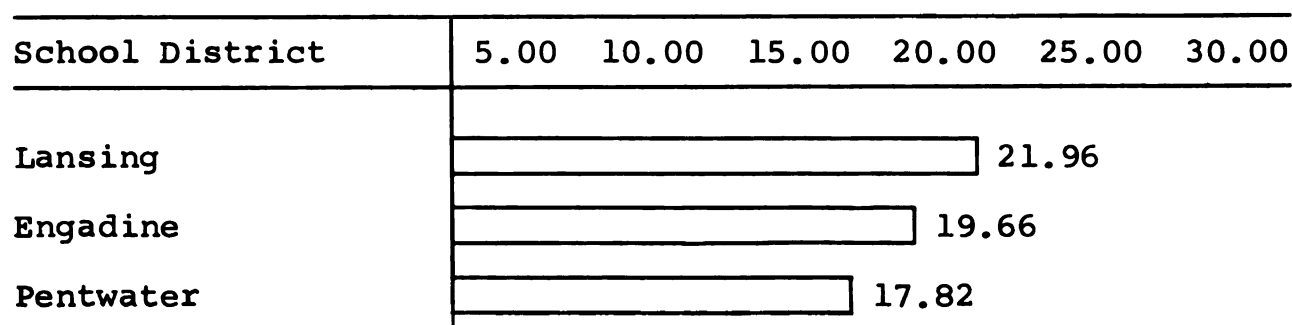 School District 5.00 10.00 15.00 20.00 25.00 30.00
Lansing 21.96
Engadine 19.66
Pentwater 17.82